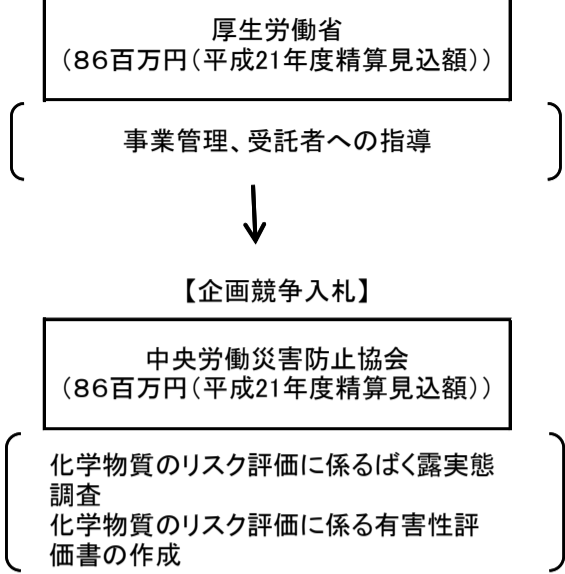 厚生労働省
（８６百万円（平成21年度精算見込額））
事業管理、受託者への指導
【企画競争入札】
中央労働災害防止協会
（８６百万円（平成21年度精算見込額））
化学物質のリスク評価に係るばく露実態
調査
化学物質のリスク評価に係る有害性評
価書の作成